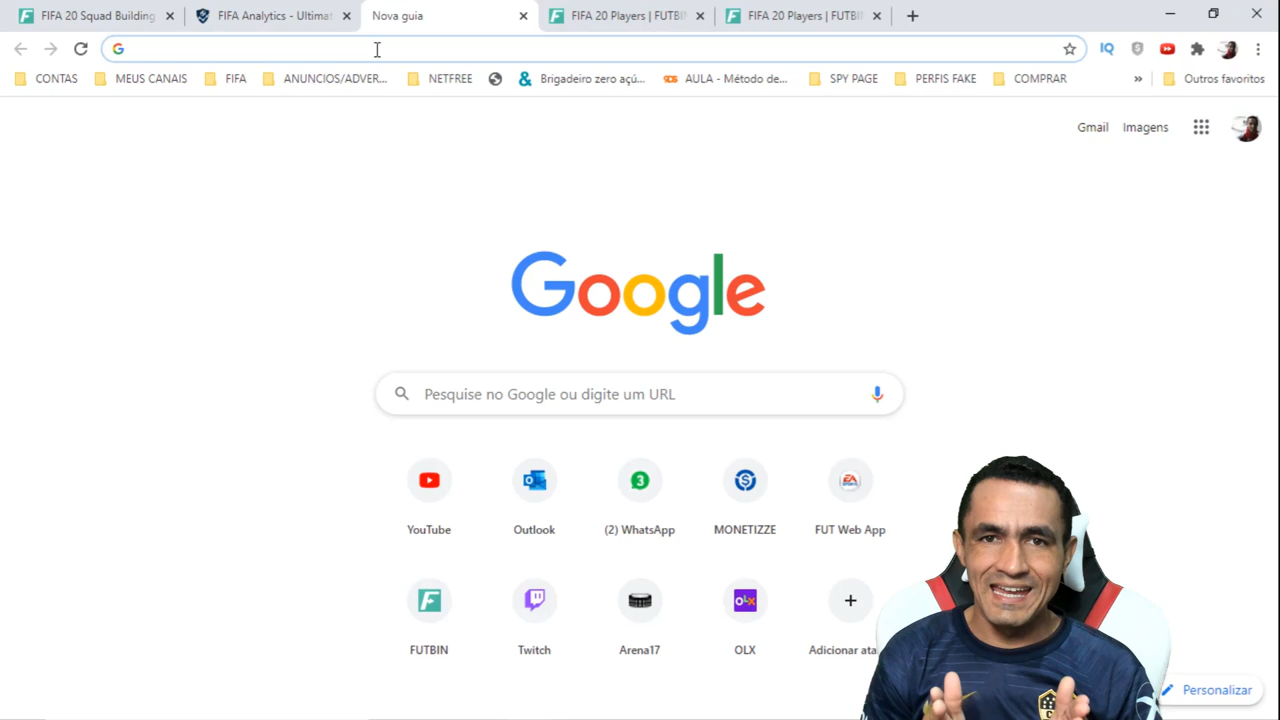 FIFA 20 Squad Building
FIFA Analytics - Ultimat
Nova guia
FIFA 20 Players | FUTBIN
FIFA 20 Players | FUTBIN
CONTAS
MEUS CANAIS
FIFA
ANUNCIOS/ADVER...
NETFREE
Brigadeiro zero açú...
AULA - Método de...
SPY PAGE
PERFIS FAKE
COMPRAR
»
Outros favoritos
Gmail
Imagens
Google
Pesquise no Google ou digite um URL
YouTube
Outlook
(2) WhatsApp
MONETIZZE
FUT Web App
FUTBIN
Twitch
Arena17
OLX
Adicionar ata
Personalizar